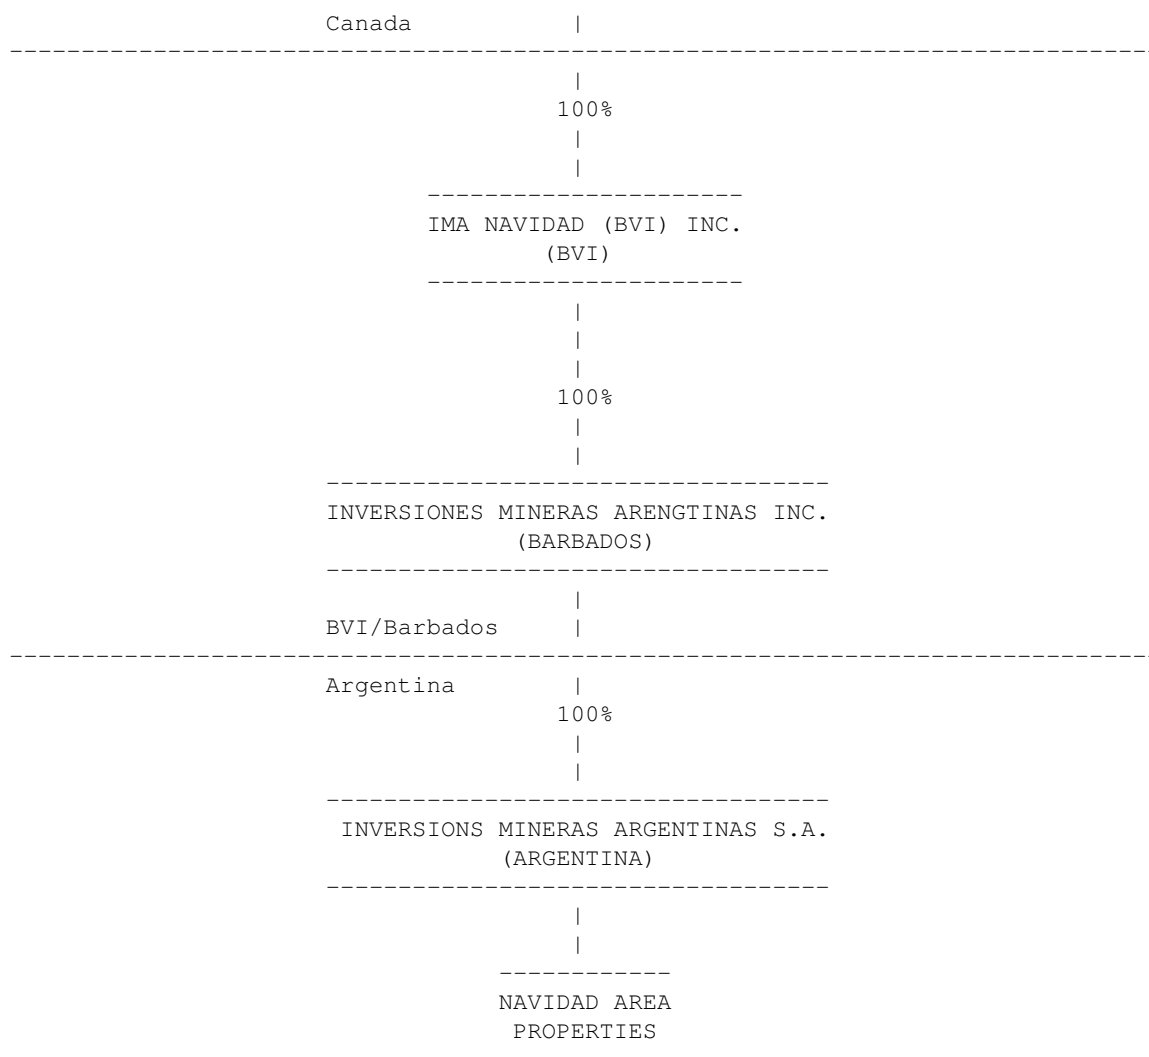 Canada |
--------------------------------------------------------------------------------
|
100%
|
|
----------------------
IMA NAVIDAD (BVI) INC.
(BVI)
----------------------
|
|
|
100%
|
|
-----------------------------------
INVERSIONES MINERAS ARENGTINAS INC.
(BARBADOS)
-----------------------------------
|
BVI/Barbados |
--------------------------------------------------------------------------------
Argentina |
100%
|
|
-----------------------------------
INVERSIONS MINERAS ARGENTINAS S.A.
(ARGENTINA)
-----------------------------------
|
|
------------
NAVIDAD AREA
PROPERTIES